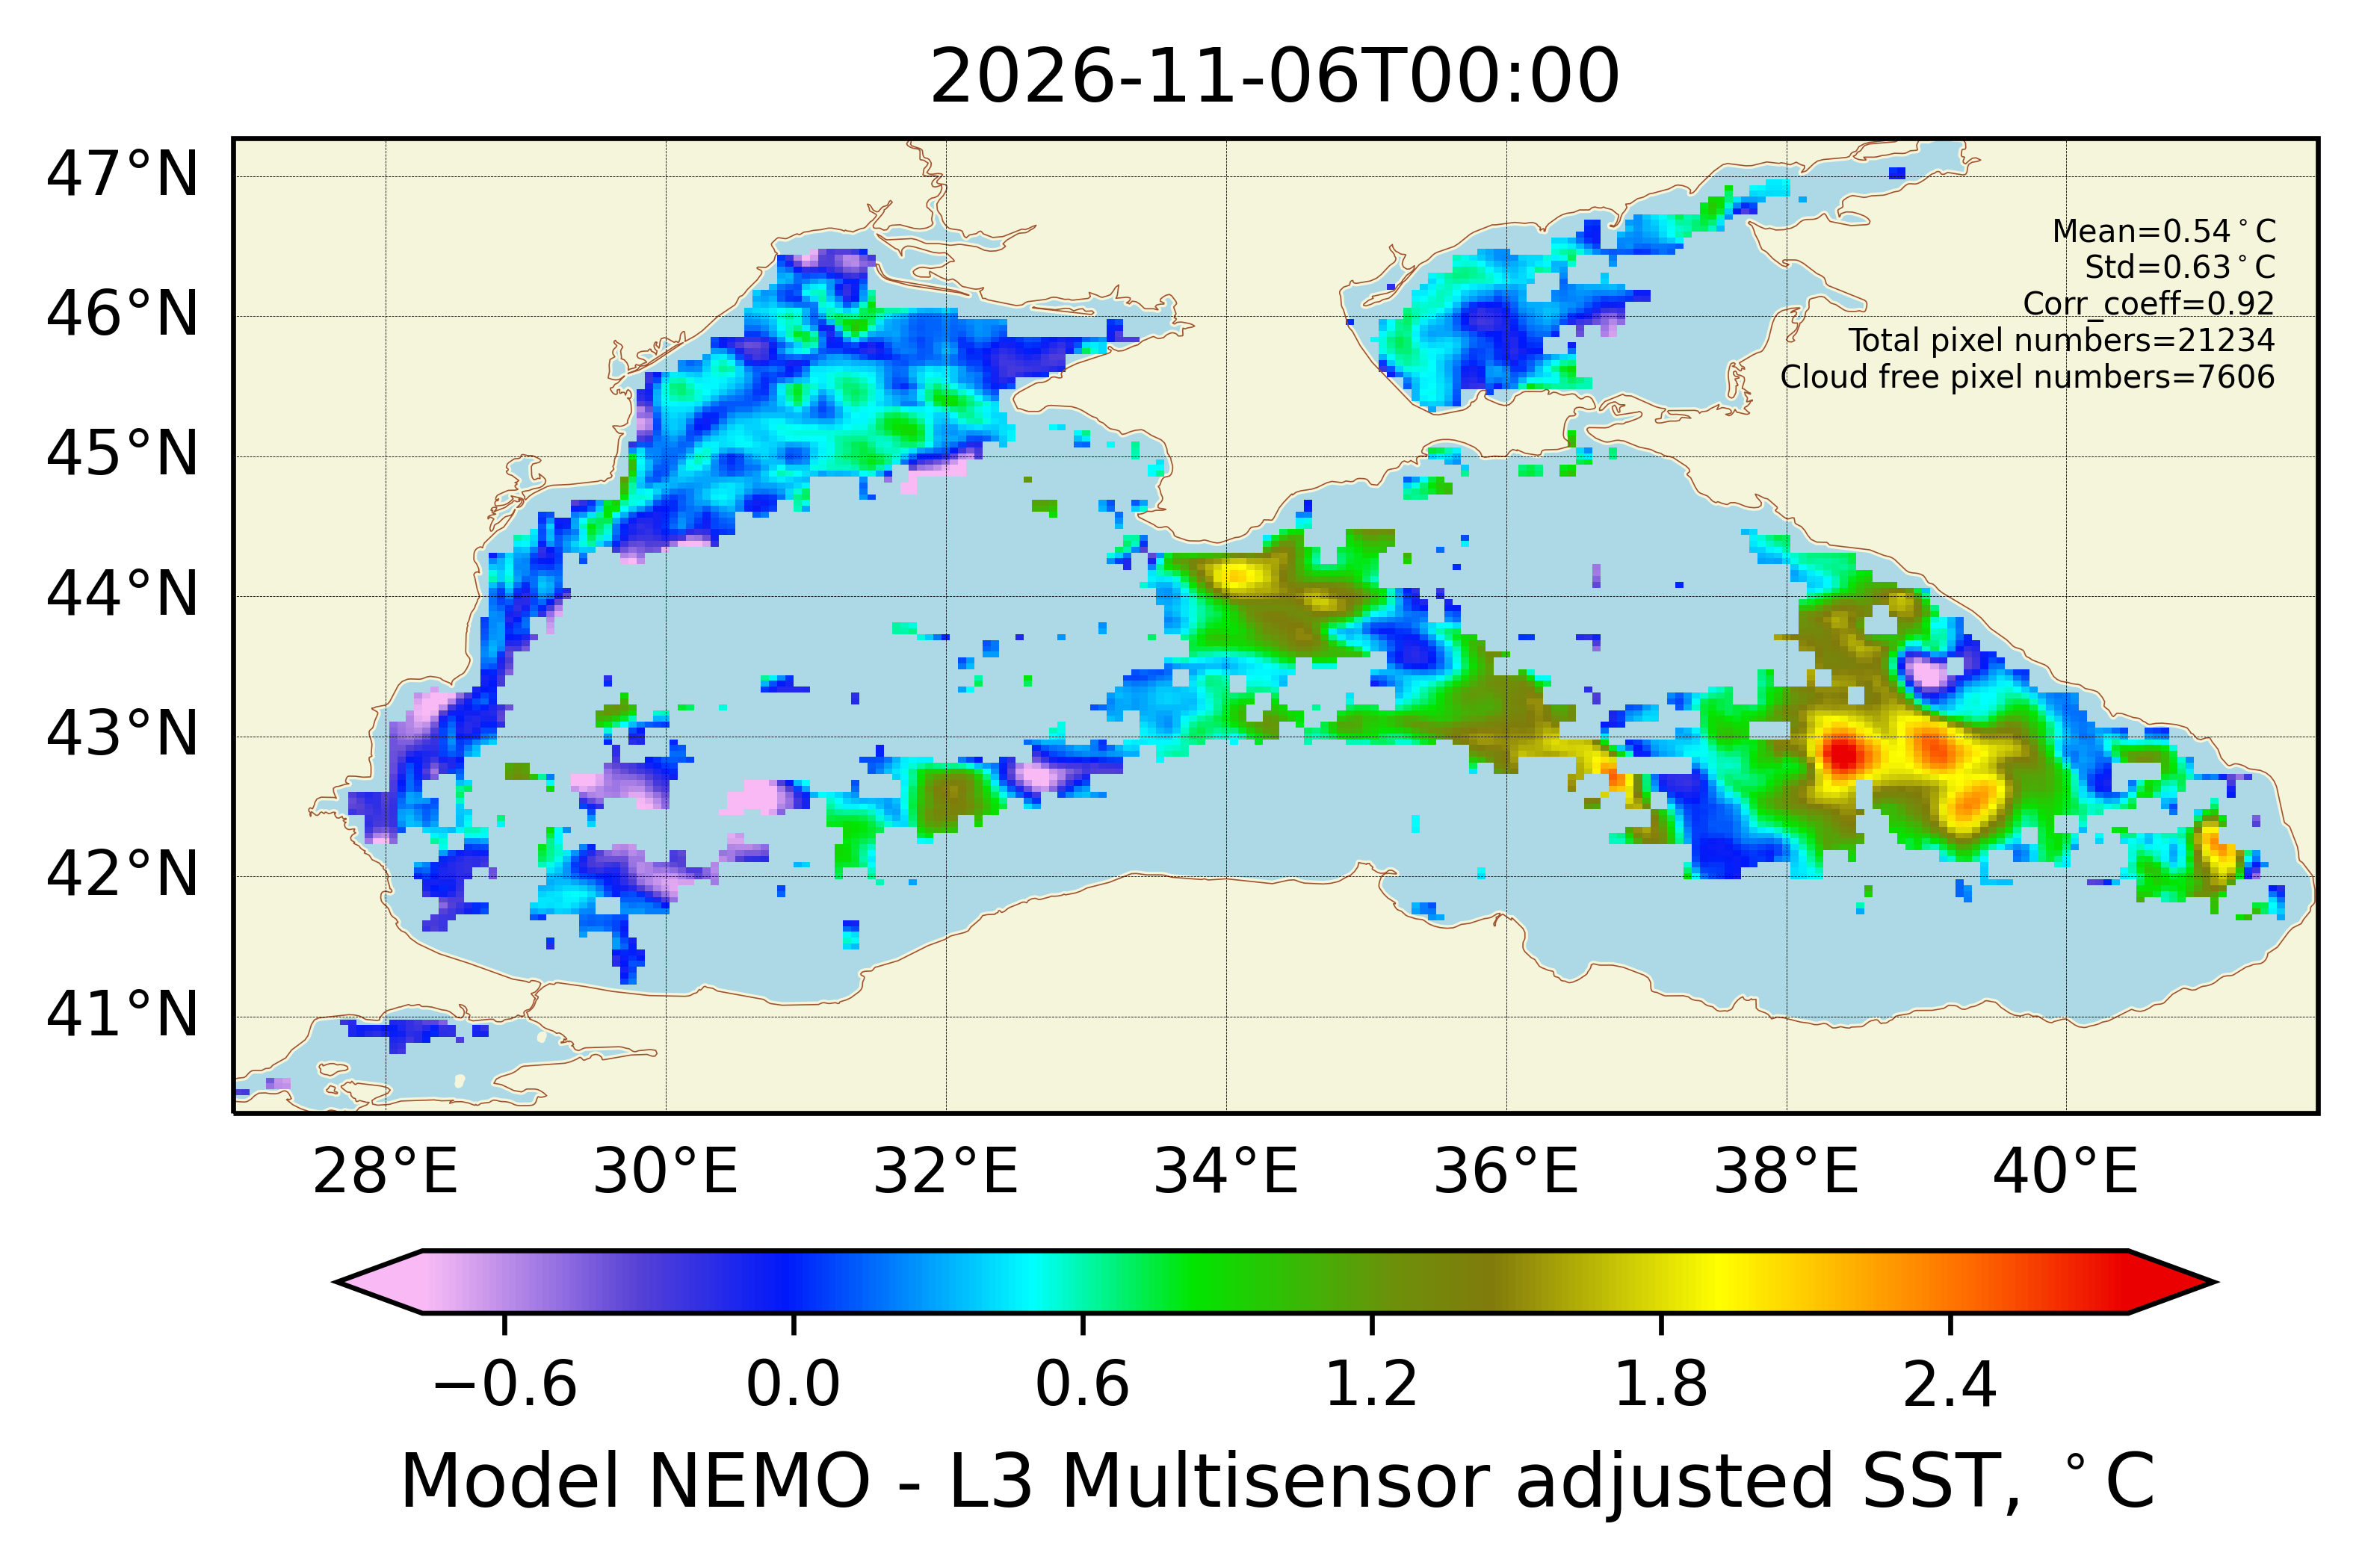 2026-11-06T00:00
47°N
46°N
45°N
44°N
43°N
42°N
41°N
Mean=0.54°C
Std=0.63°C
Corr_coeff=0.92
Total pixel numbers=21234
Cloud free pixel numbers=7606
28°E 30°E 32°E 34°E 36°E 38°E 40°E
−0.6 0.0 0.6 1.2 1.8 2.4
Model NEMO - L3 Multisensor adjusted SST, °C